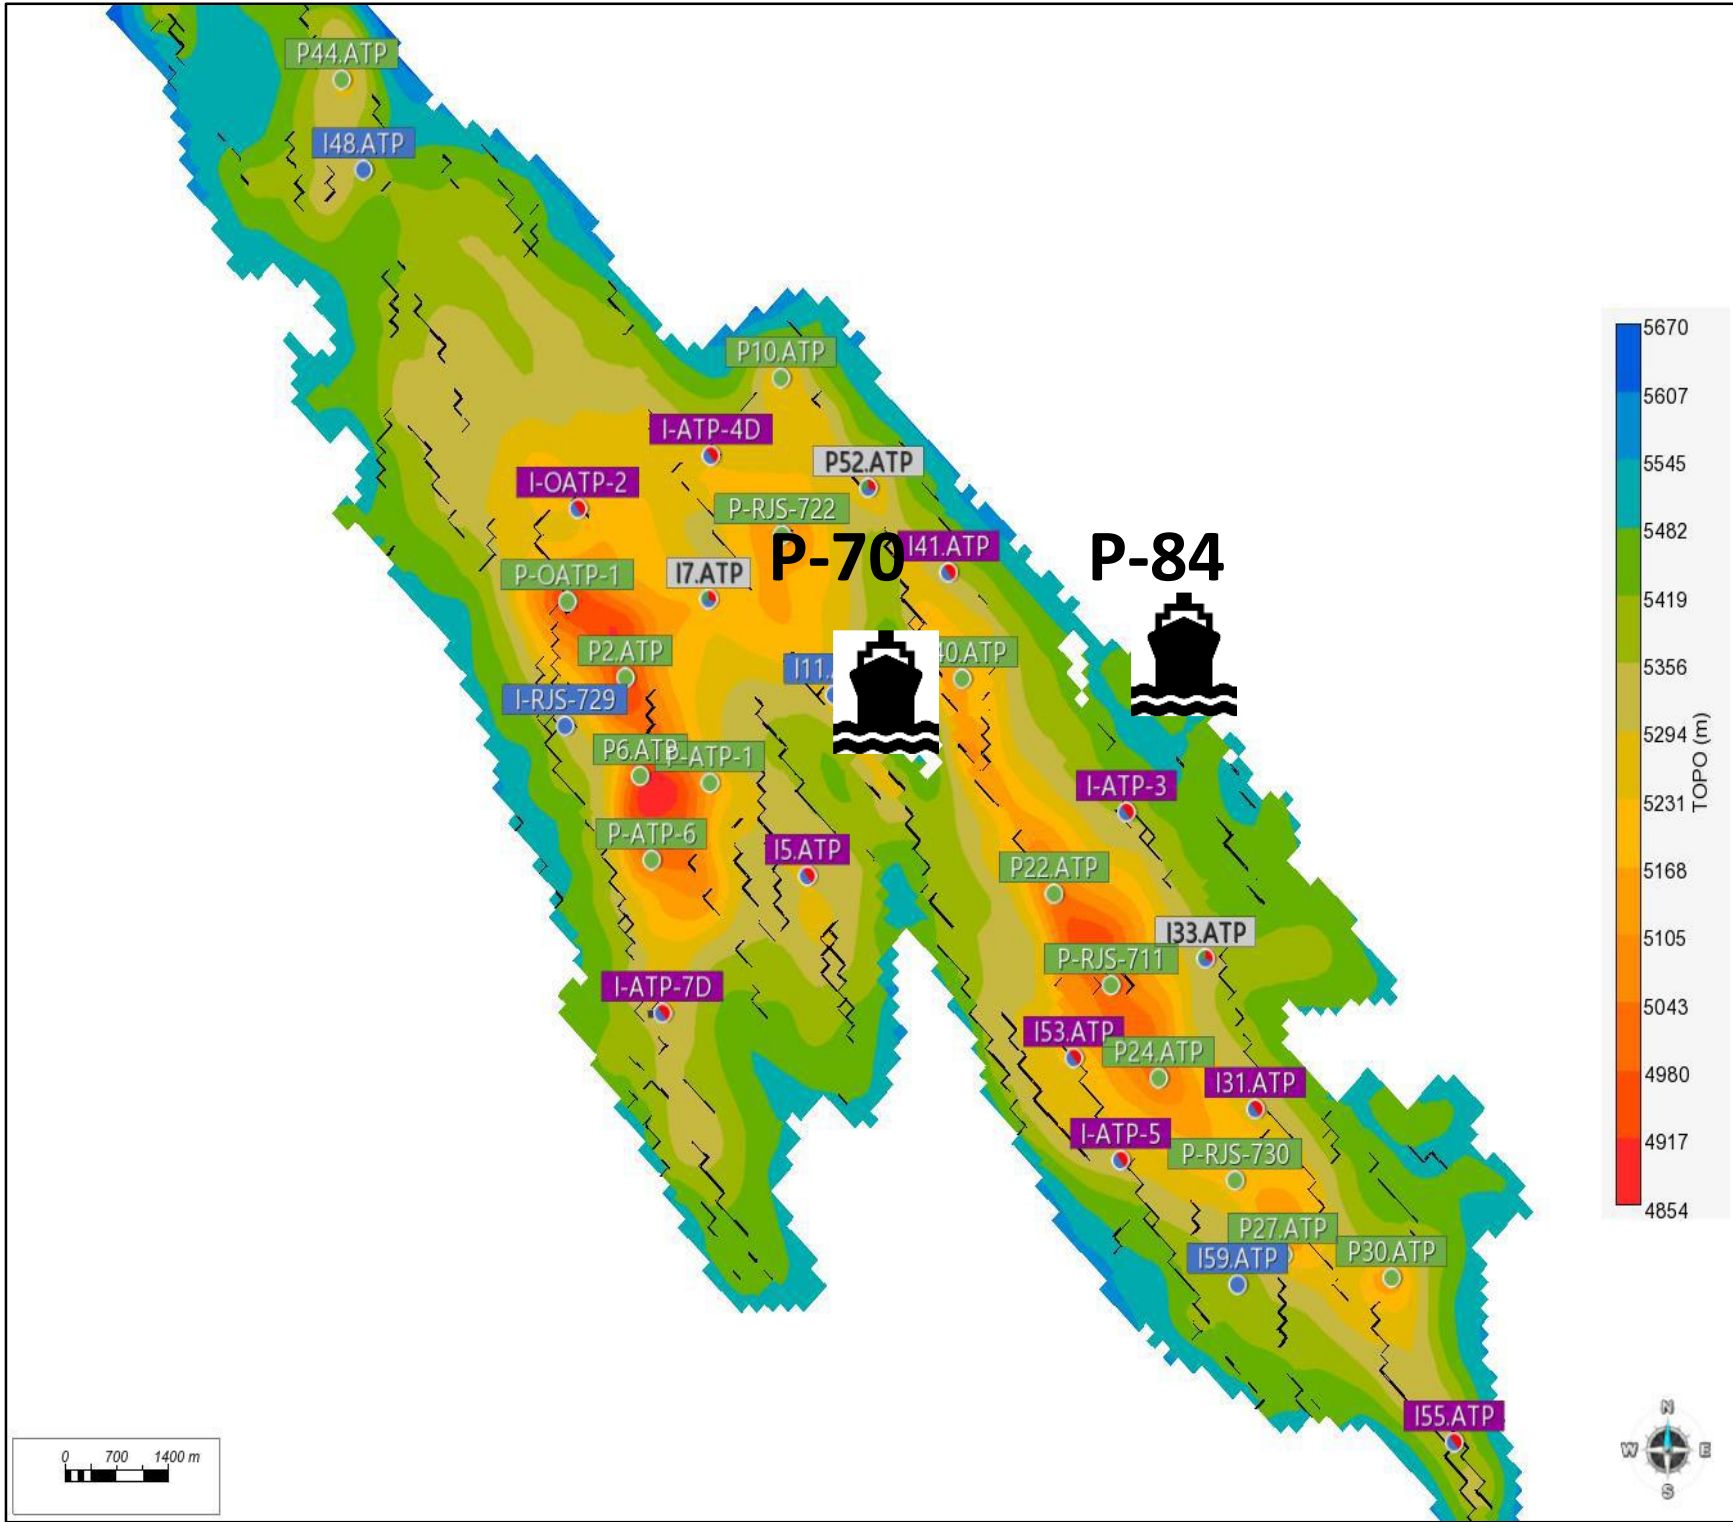 P44.ATP
I48.ATP
P10.ATP
I-ATP-4D
P52.ATP
I-OATP-2
P-RJS-722
P-70
I41.ATP
P-84
P-OATP-1
I7.ATP
P2.ATP
40.ATP
I11.
I-RJS-729
P6.ATP
P-ATP-1
I-ATP-3
P-ATP-6
I5.ATP
P22.ATP
I33.ATP
P-RJS-711
I-ATP-7D
I53.ATP
P24.ATP
I31.ATP
I-ATP-5
P-RJS-730
P27.ATP
I59.ATP
P30.ATP
I55.ATP
5670
5607
5545
5482
5419
5356
5294
5231
5168
5105
5043
4980
4917
4854
TOPO (m)
0 700 1400 m
N
W E
S